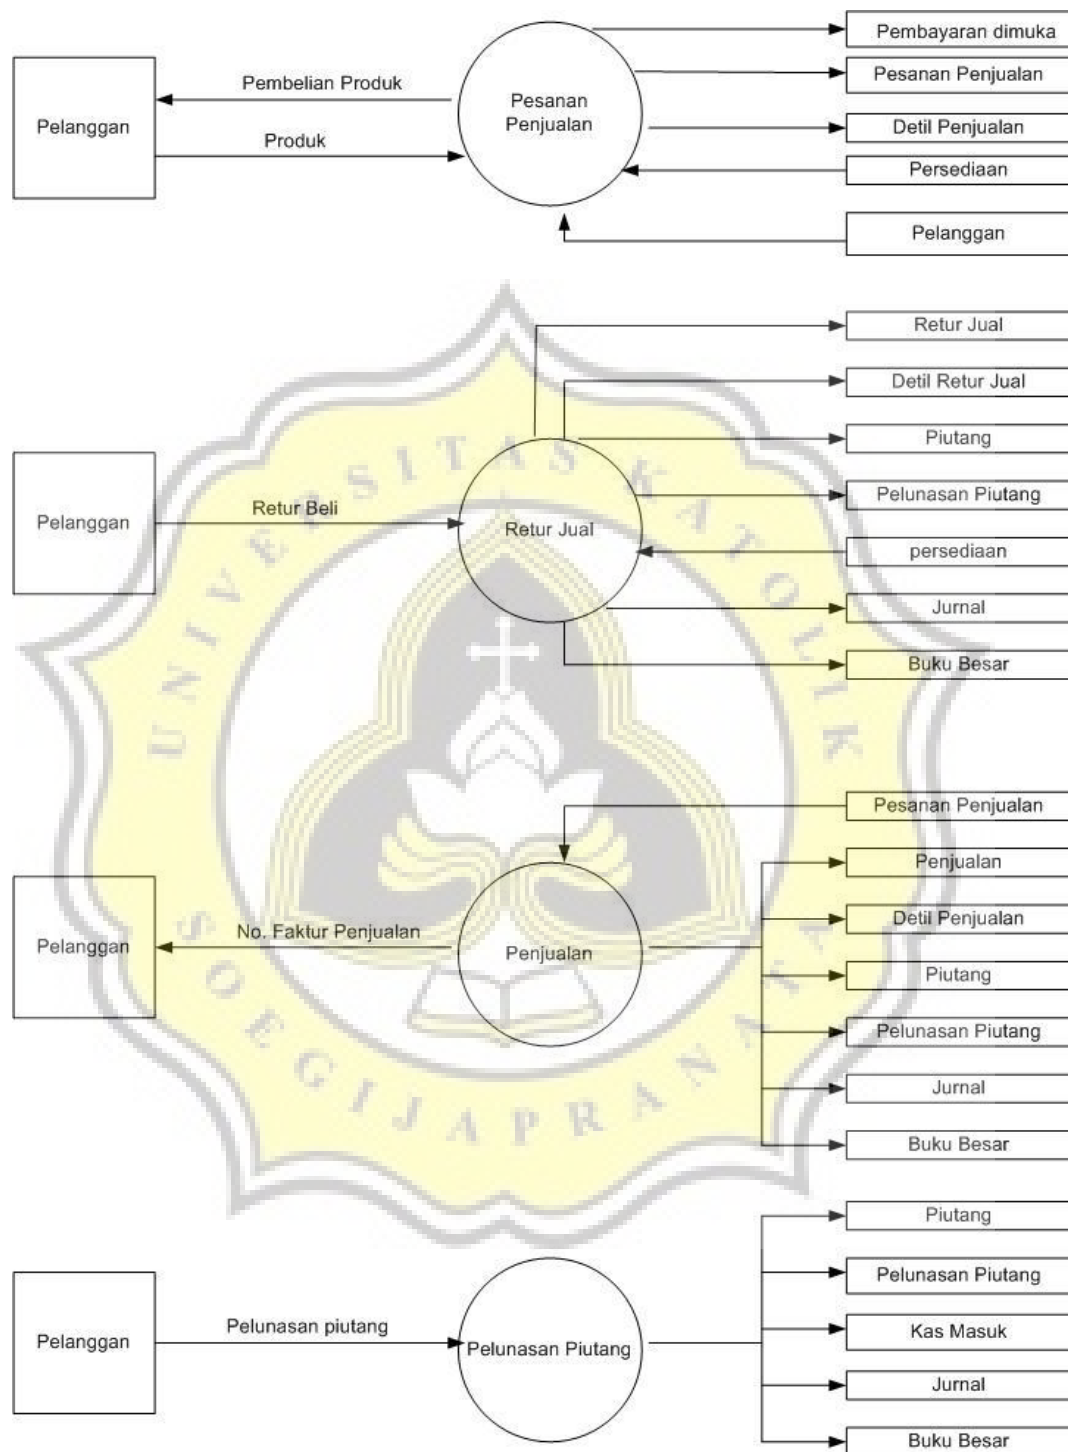 Pembayaran dimuka
Pelanggan
Pembelian Produk
Produk
Pesanan
Penjualan
Pesanan Penjualan
Detil Penjualan
Persediaan
Pelanggan
Retur Jual
Detil Retur Jual
Piutang
Pelanggan
Retur Beli
Retur Jual
Pelunasan Piutang
persediaan
Jurnal
Buku Besar
UNIVERSITAS KATOLIK
SOEGIJAPRANATA
Pesanan Penjualan
Penjualan
Pelanggan
No. Faktur Penjualan
Penjualan
Detil Penjualan
Piutang
Pelunasan Piutang
Jurnal
Buku Besar
Piutang
Pelanggan
Pelunasan piutang
Pelunasan Piutang
Pelunasan Piutang
Kas Masuk
Jurnal
Buku Besar